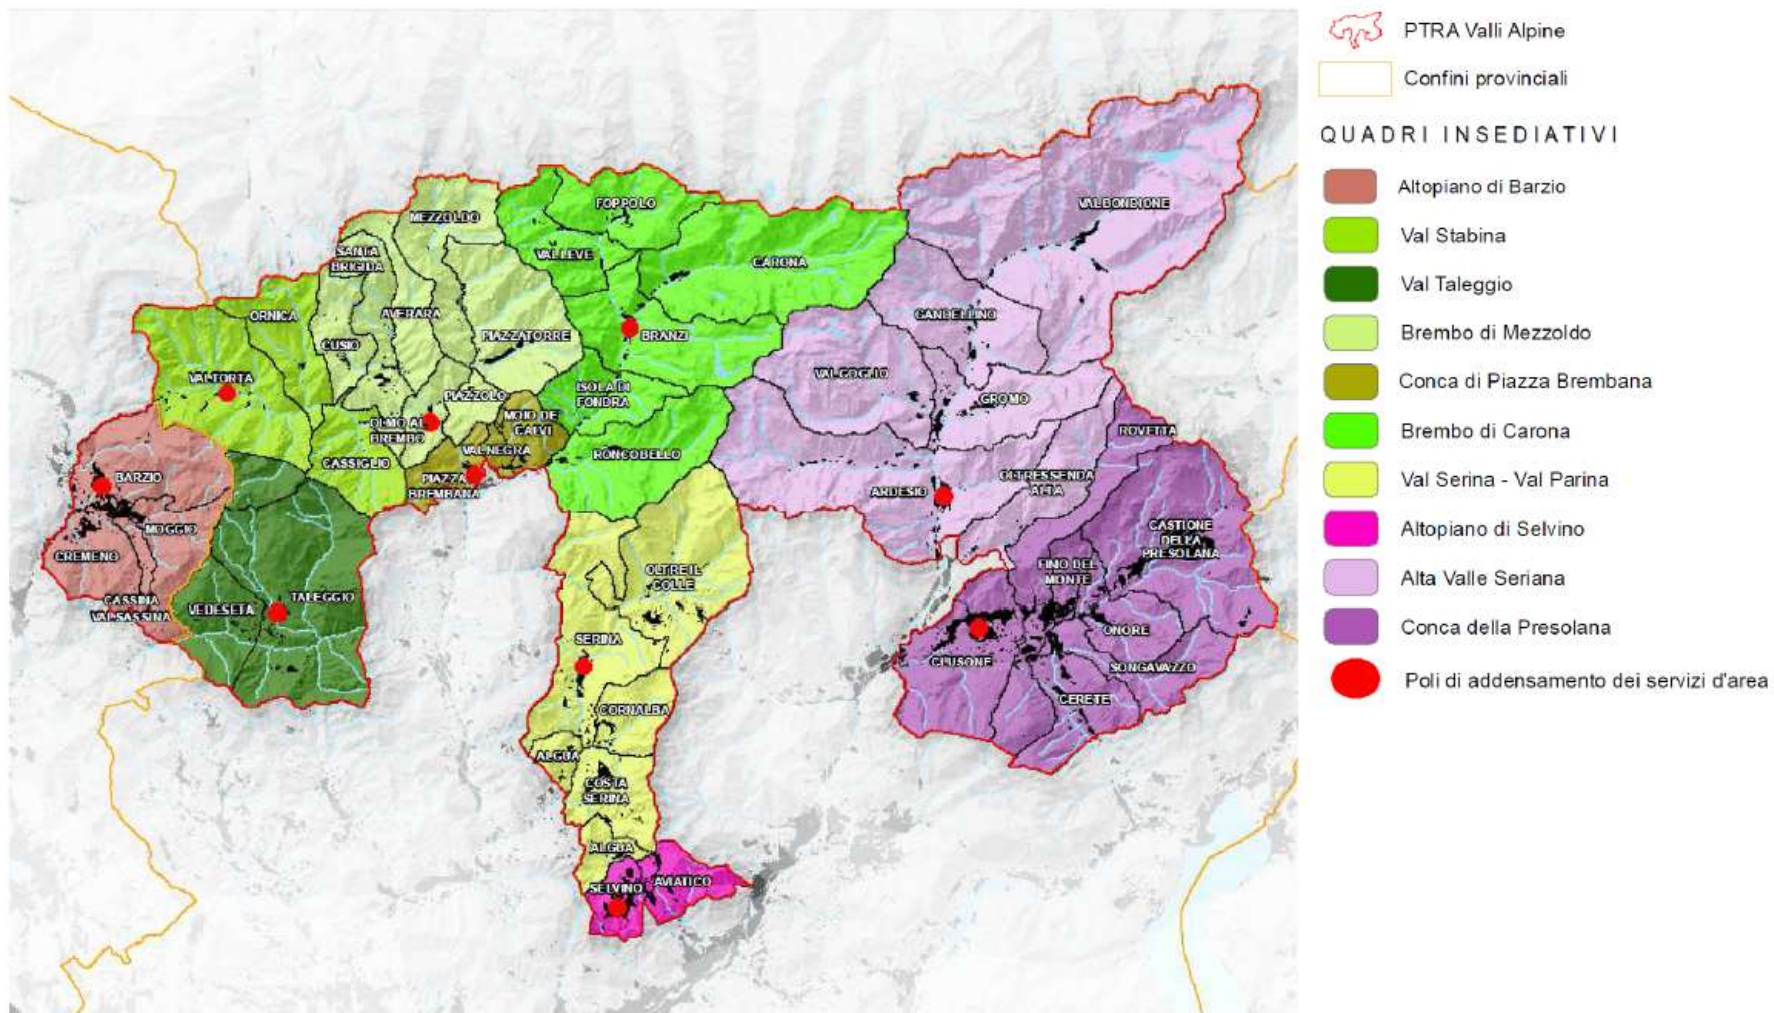 PTRA Valli Alpine
Confini provinciali
QUADRI INSEDIATIVI
Altopiano di Barzio
Val Stabina
Val Taleggio
Brembo di Mezzoldo
Conca di Piazza Brembana
Brembo di Carona
Val Serina - Val Parina
Altopiano di Selvino
Alta Valle Seriana
Conca della Presolana
Poli di addensamento dei servizi d'area
FOPPOLO
VALBONDIONE
MEZZOLDO
SANTA
BRIGIDA
VALLEVE
CARONA
ORNICA
AVERARA
GANDELLINO
CUSIO
PIAZZATORRE
BRANZI
VALTORTA
VALGOGLIO
ISOLA DI
FONDRA
PIAZZOLO
GROMO
OLMO AL
BREMBO
MOIO DE'
CALVI
ROVETTA
VALNEGRA
RONCOBELLO
CASSIGLIO
BARZIO
PIAZZA
BREMBANA
OLTRESSENDA
ALTA
ARDESIO
MOGGIO
CASTIONE
DELLA
PRESOLANA
CREMENO
FINO DEL
MONTE
OLTRE IL
COLLE
CASSINA
VALSASSINA
VEDESETA
TALEGGIO
ONORE
SERINA
CLUSONE
SONGAVAZZO
CERETE
CORNALBA
ALGUA
COSTA
SERINA
ALGUA
SELVINO
AVIATICO